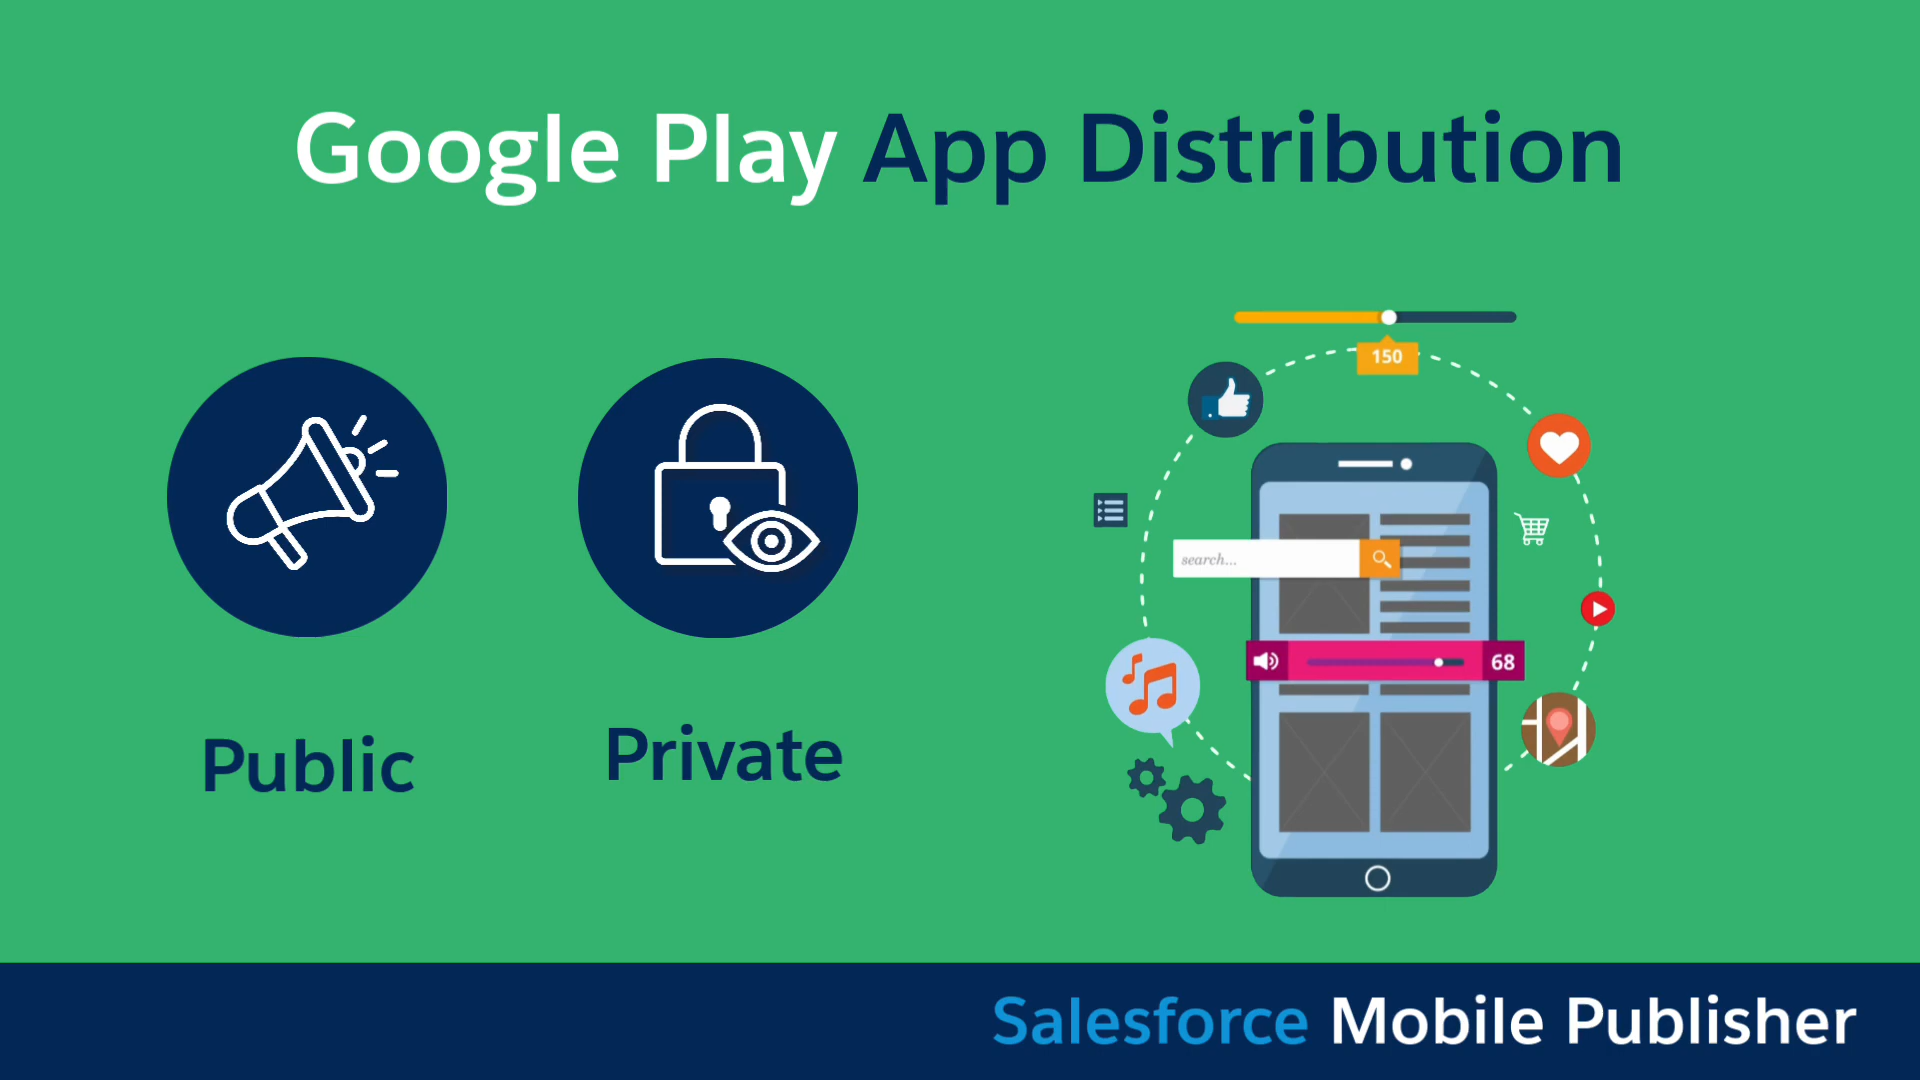 Google Play App Distribution
150
search...
68
Public
Private
Salesforce Mobile Publisher